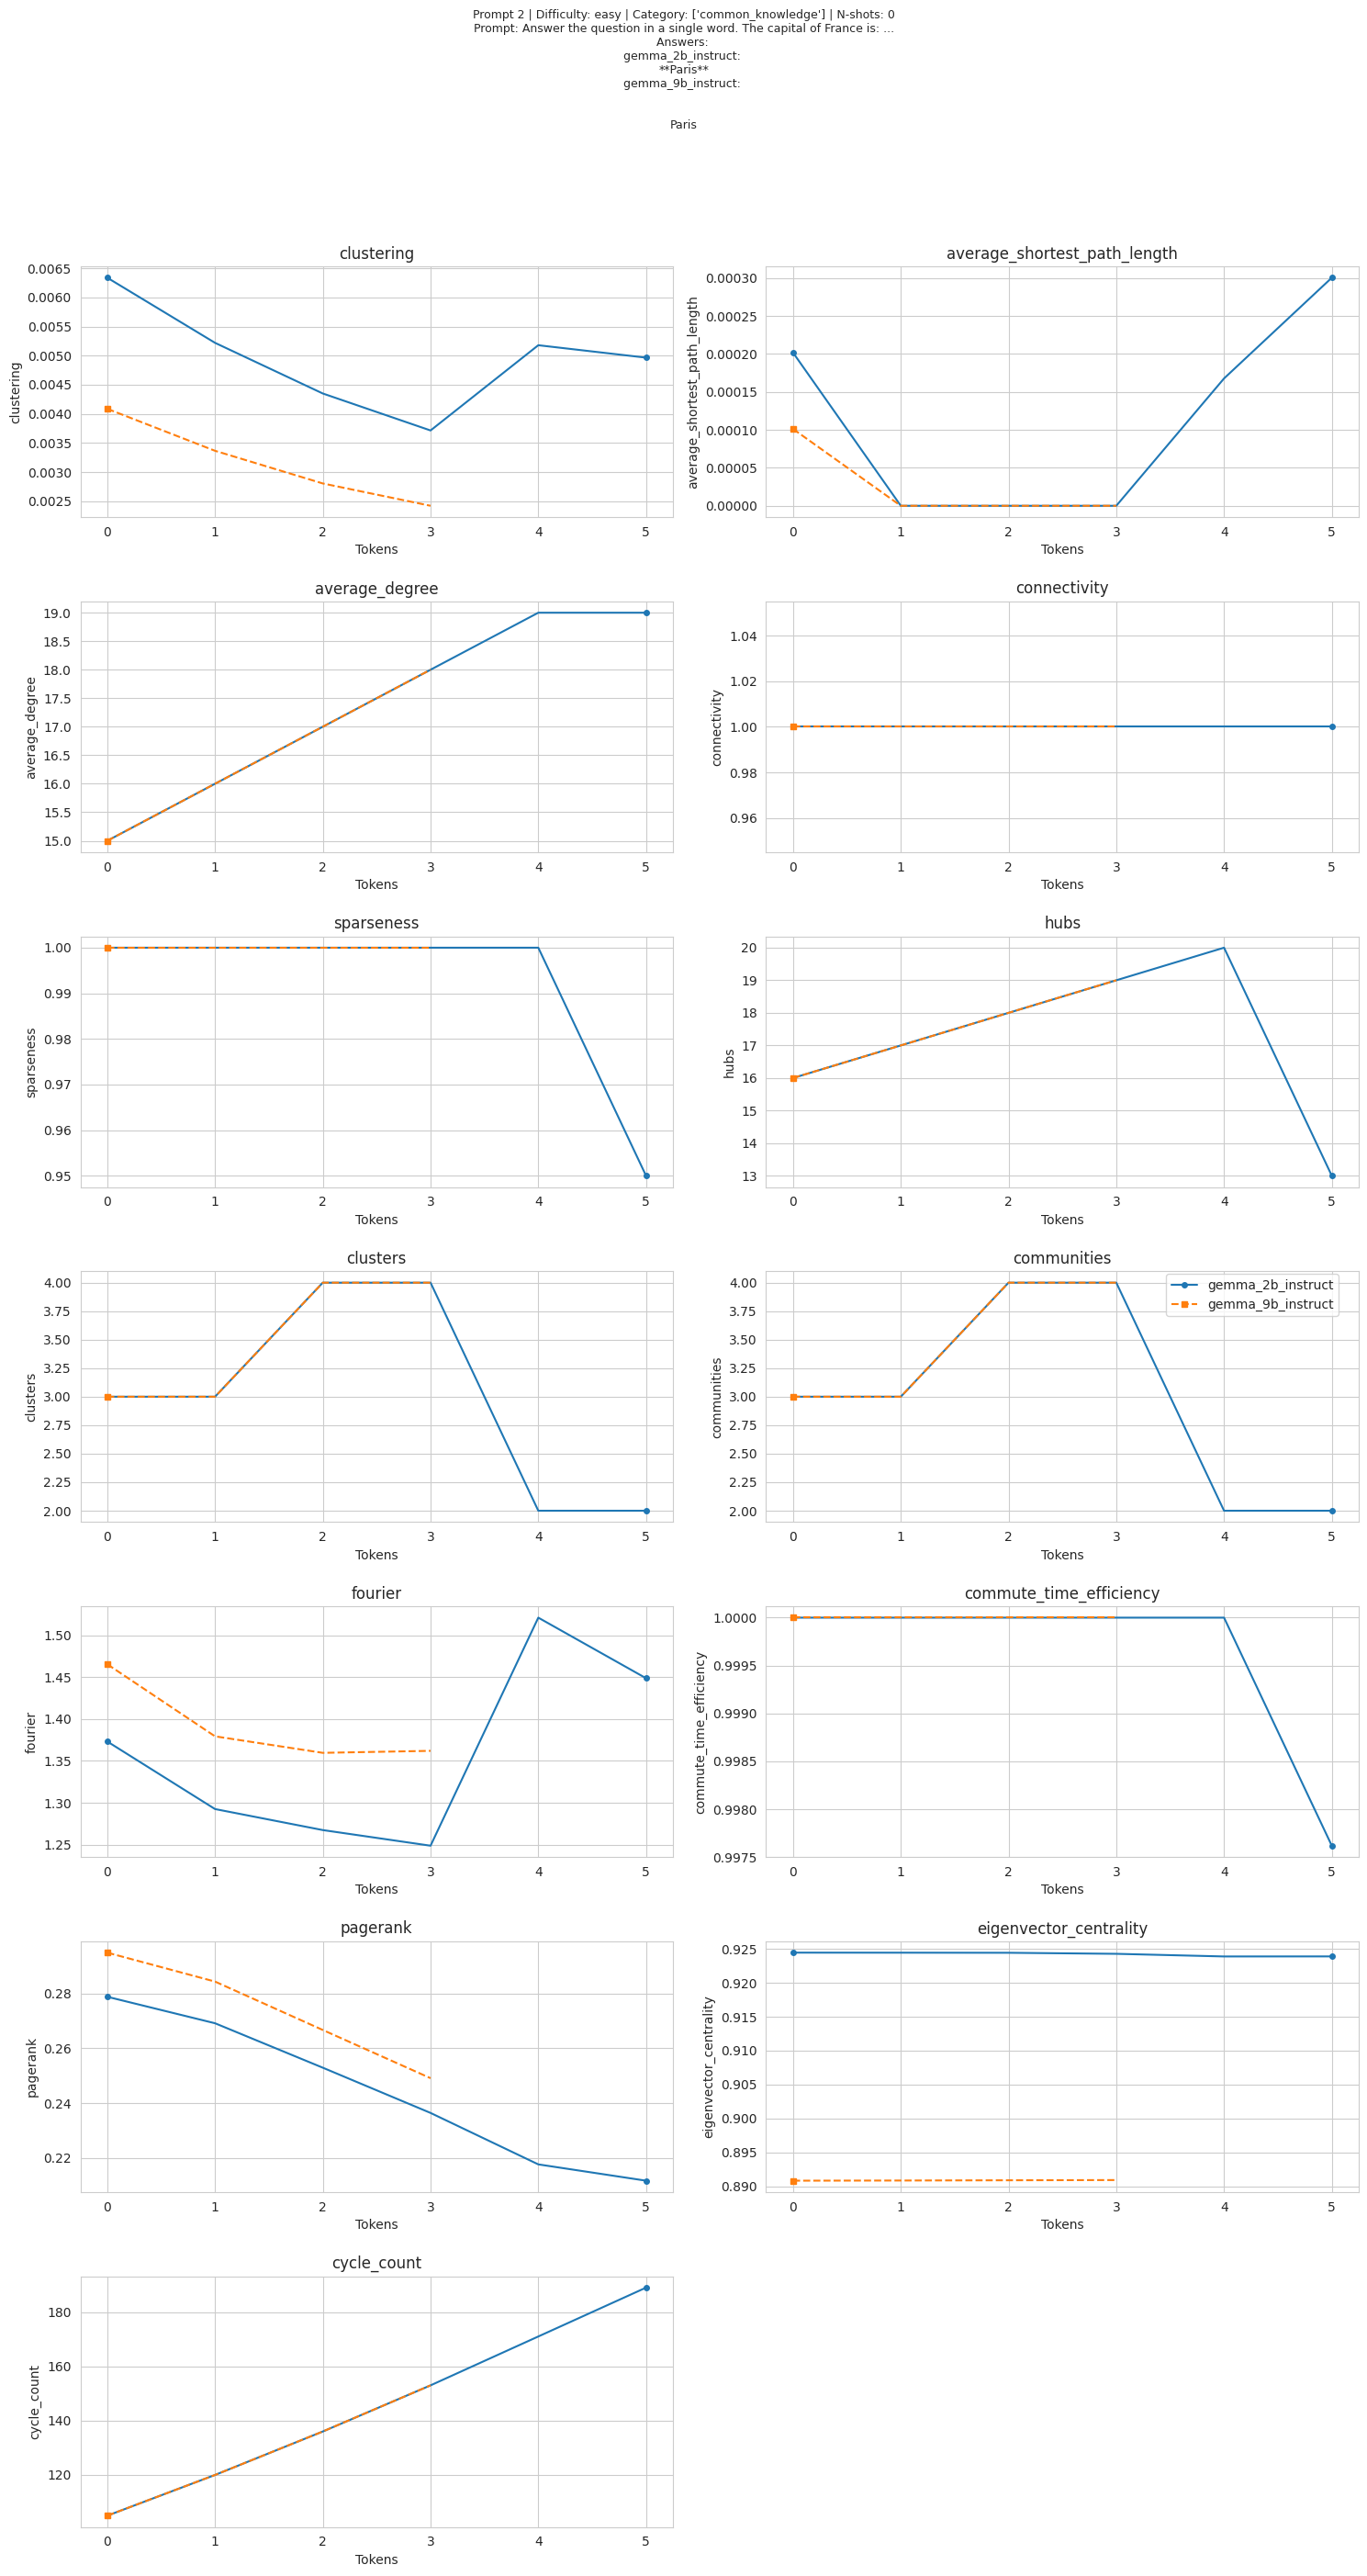 Prompt 2 | Difficulty: easy | Category: ['common_knowledge'] | N-shots: 0
Prompt: Answer the question in a single word. The capital of France is: ...
Answers:
gemma_2b_instruct:
**Paris**
gemma_9b_instruct:
Paris
clustering
0.0065
0.0060
0.0055
0.0050
0.0045
0.0040
0.0035
0.0030
0.0025
clustering
0 1 2 3 4 5
Tokens
average_shortest_path_length
0.00030
0.00025
0.00020
0.00015
0.00010
0.00005
0.00000
average_shortest_path_length
0 1 2 3 4 5
Tokens
average_degree
19.0
18.5
18.0
17.5
17.0
16.5
16.0
15.5
15.0
average_degree
0 1 2 3 4 5
Tokens
connectivity
1.04
1.02
1.00
0.98
0.96
connectivity
0 1 2 3 4 5
Tokens
sparseness
1.00
0.99
0.98
0.97
0.96
0.95
sparseness
0 1 2 3 4 5
Tokens
hubs
20
19
18
17
16
15
14
13
hubs
0 1 2 3 4 5
Tokens
clusters
4.00
3.75
3.50
3.25
3.00
2.75
2.50
2.25
2.00
clusters
0 1 2 3 4 5
Tokens
communities
gemma_2b_instruct
gemma_9b_instruct
4.00
3.75
3.50
3.25
3.00
2.75
2.50
2.25
2.00
communities
0 1 2 3 4 5
Tokens
fourier
1.50
1.45
1.40
1.35
1.30
1.25
fourier
0 1 2 3 4 5
Tokens
commute_time_efficiency
1.0000
0.9995
0.9990
0.9985
0.9980
0.9975
commute_time_efficiency
0 1 2 3 4 5
Tokens
pagerank
0.28
0.26
0.24
0.22
pagerank
0 1 2 3 4 5
Tokens
eigenvector_centrality
0.925
0.920
0.915
0.910
0.905
0.900
0.895
0.890
eigenvector_centrality
0 1 2 3 4 5
Tokens
cycle_count
180
160
140
120
cycle_count
0 1 2 3 4 5
Tokens